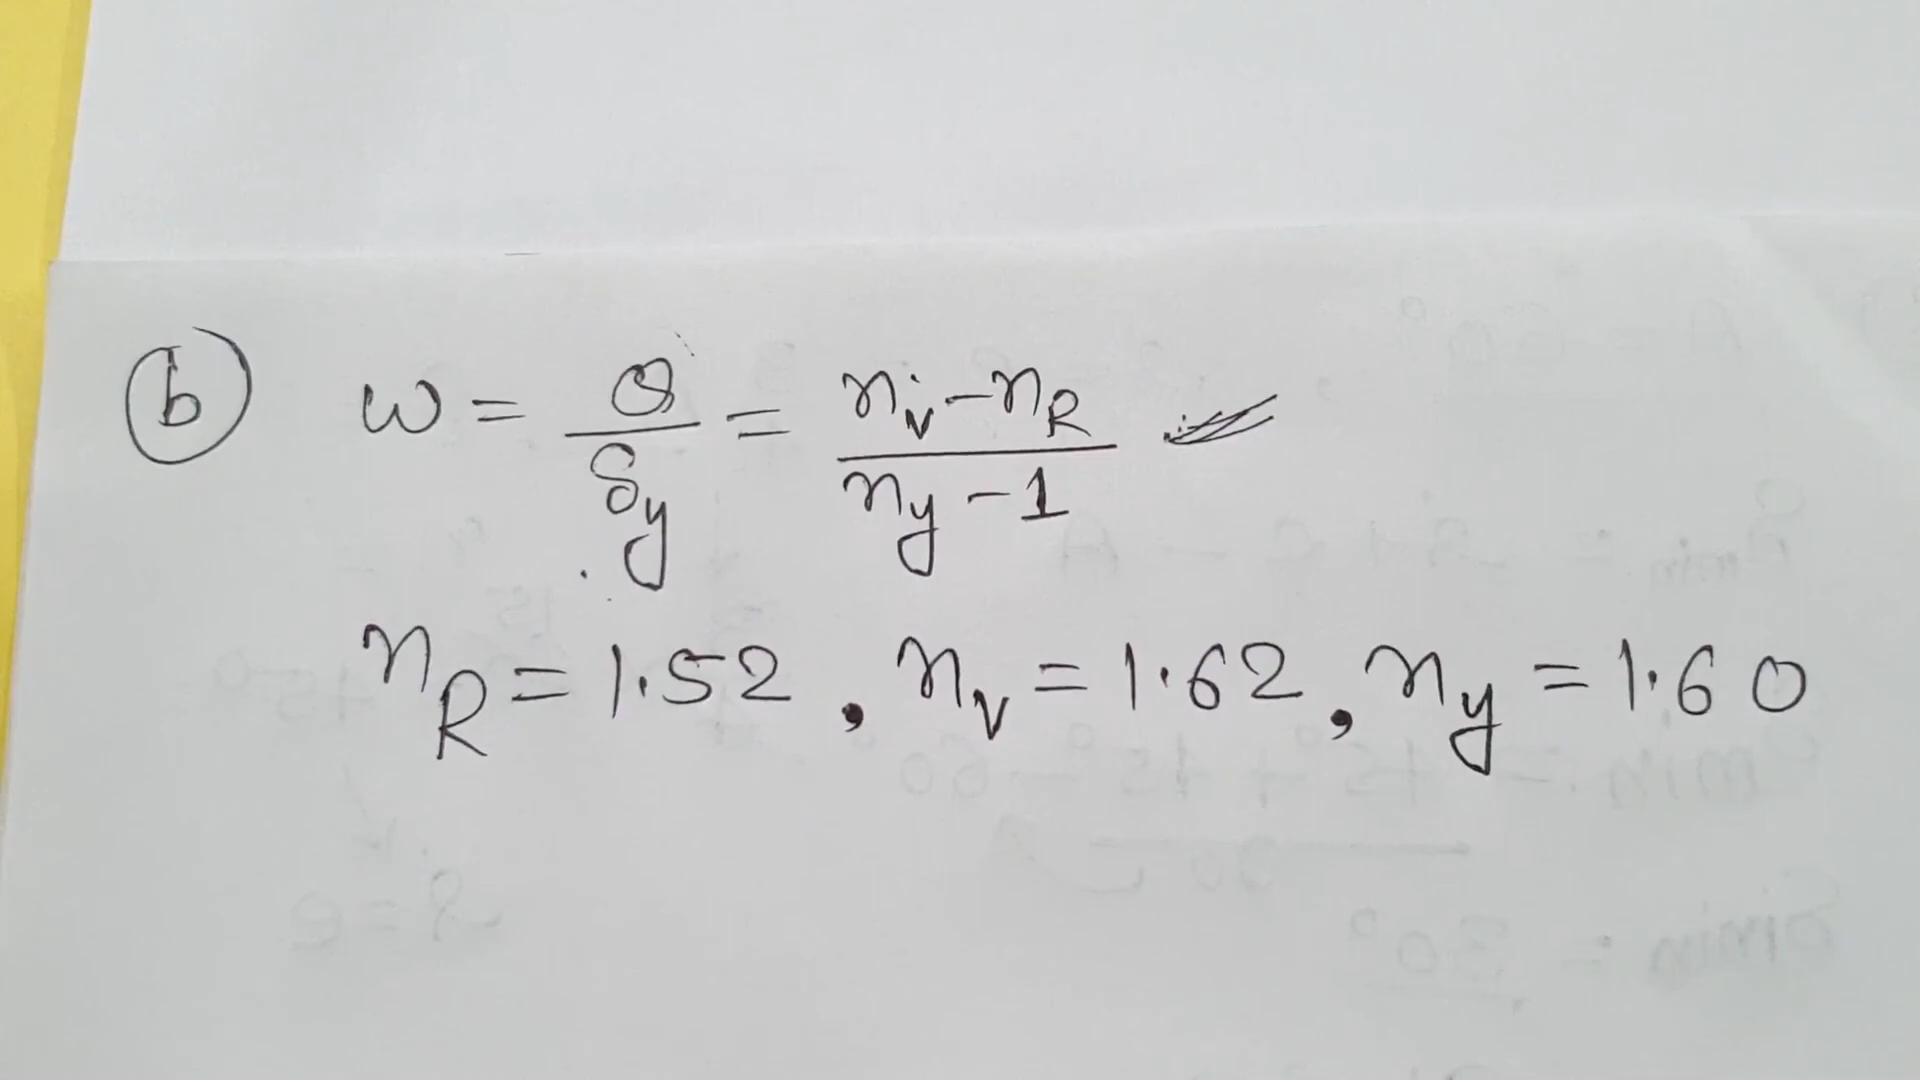 b ω = θ/δy = nv - nR/ny - 1
nR = 1.52, nv = 1.62, ny = 1.60